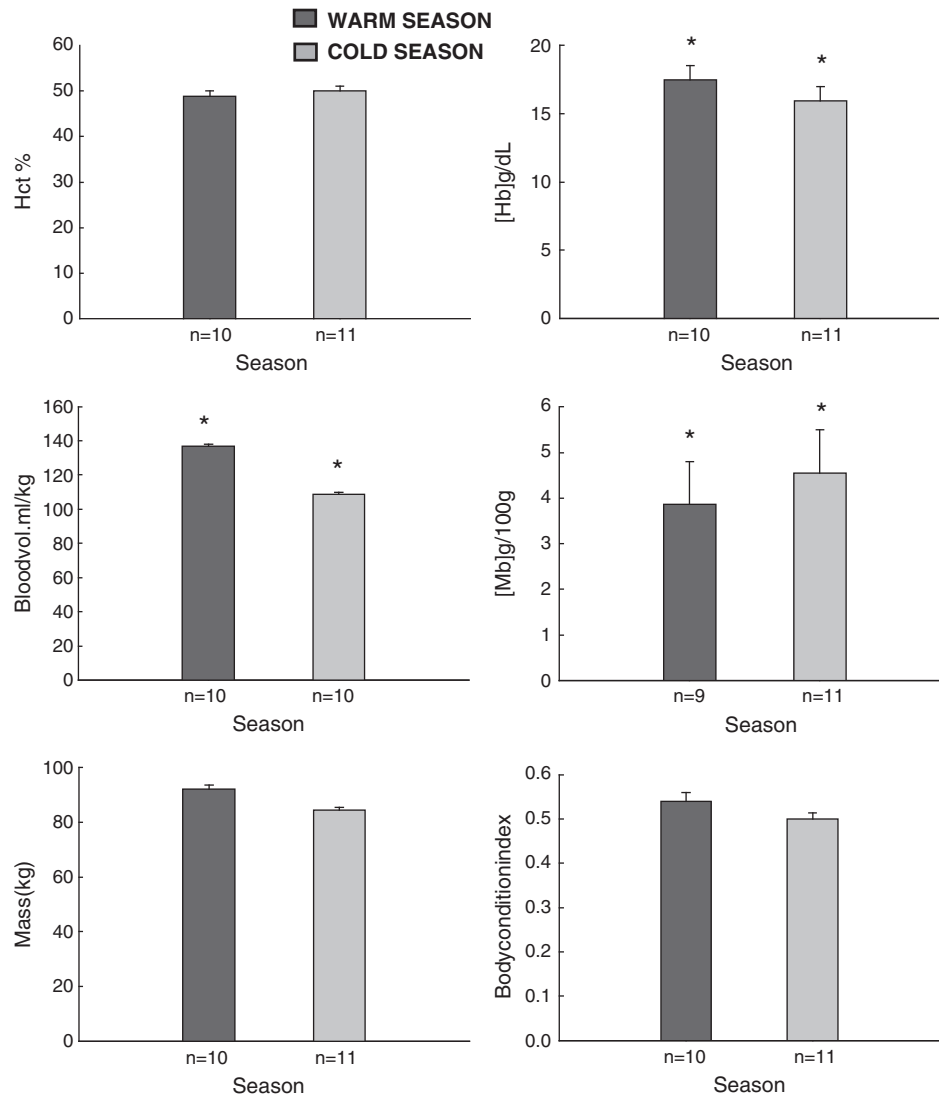 WARM SEASON
COLD SEASON
60
50
40
30
20
10
0
Hct %
n=10 n=11
Season
20
15
10
5
0
[Hb]g/dL
* *
n=10 n=11
Season
160
140
120
100
80
60
40
20
0
Bloodvol.ml/kg
* *
n=10 n=10
Season
6
5
4
3
2
1
0
[Mb]g/100g
* *
n=9 n=11
Season
100
80
60
40
20
0
Mass(kg)
n=10 n=11
Season
0.6
0.5
0.4
0.3
0.2
0.1
0.0
Bodyconditionindex
n=10 n=11
Season